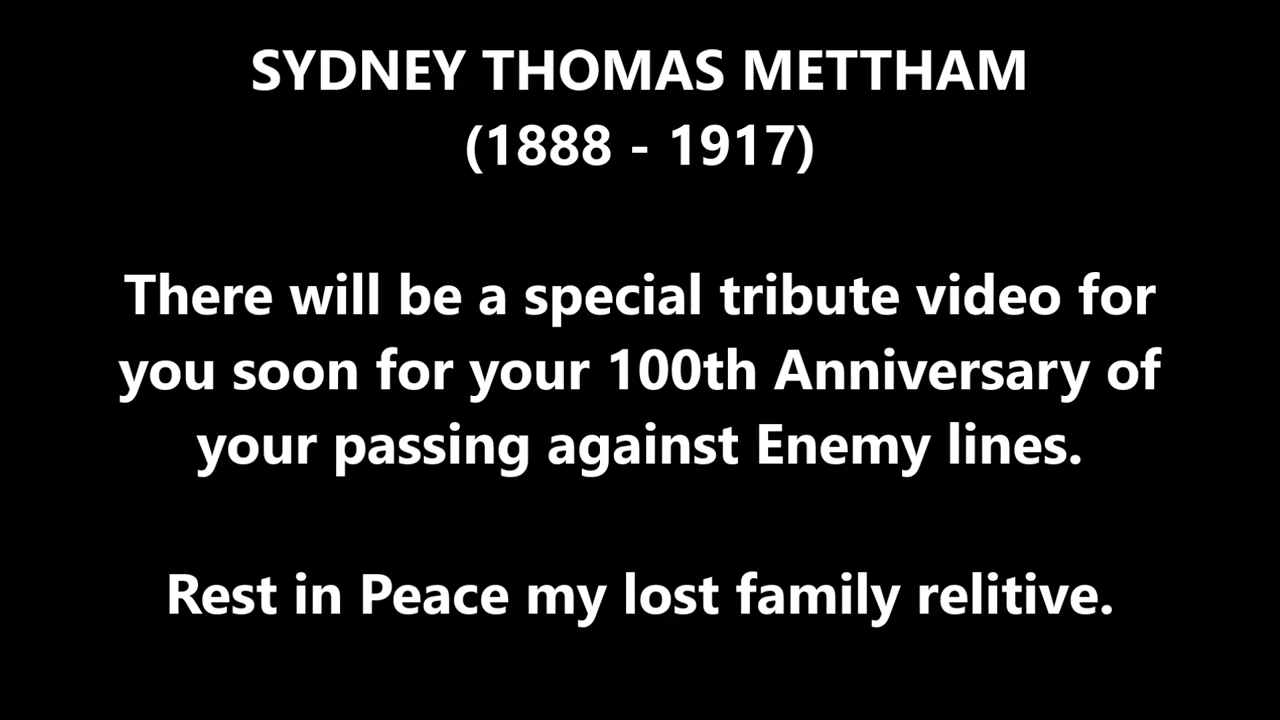 SYDNEY THOMAS METTHAM
(1888 - 1917)
There will be a special tribute video for
you soon for your 100th Anniversary of
your passing against Enemy lines.
Rest in Peace my lost family relitive.